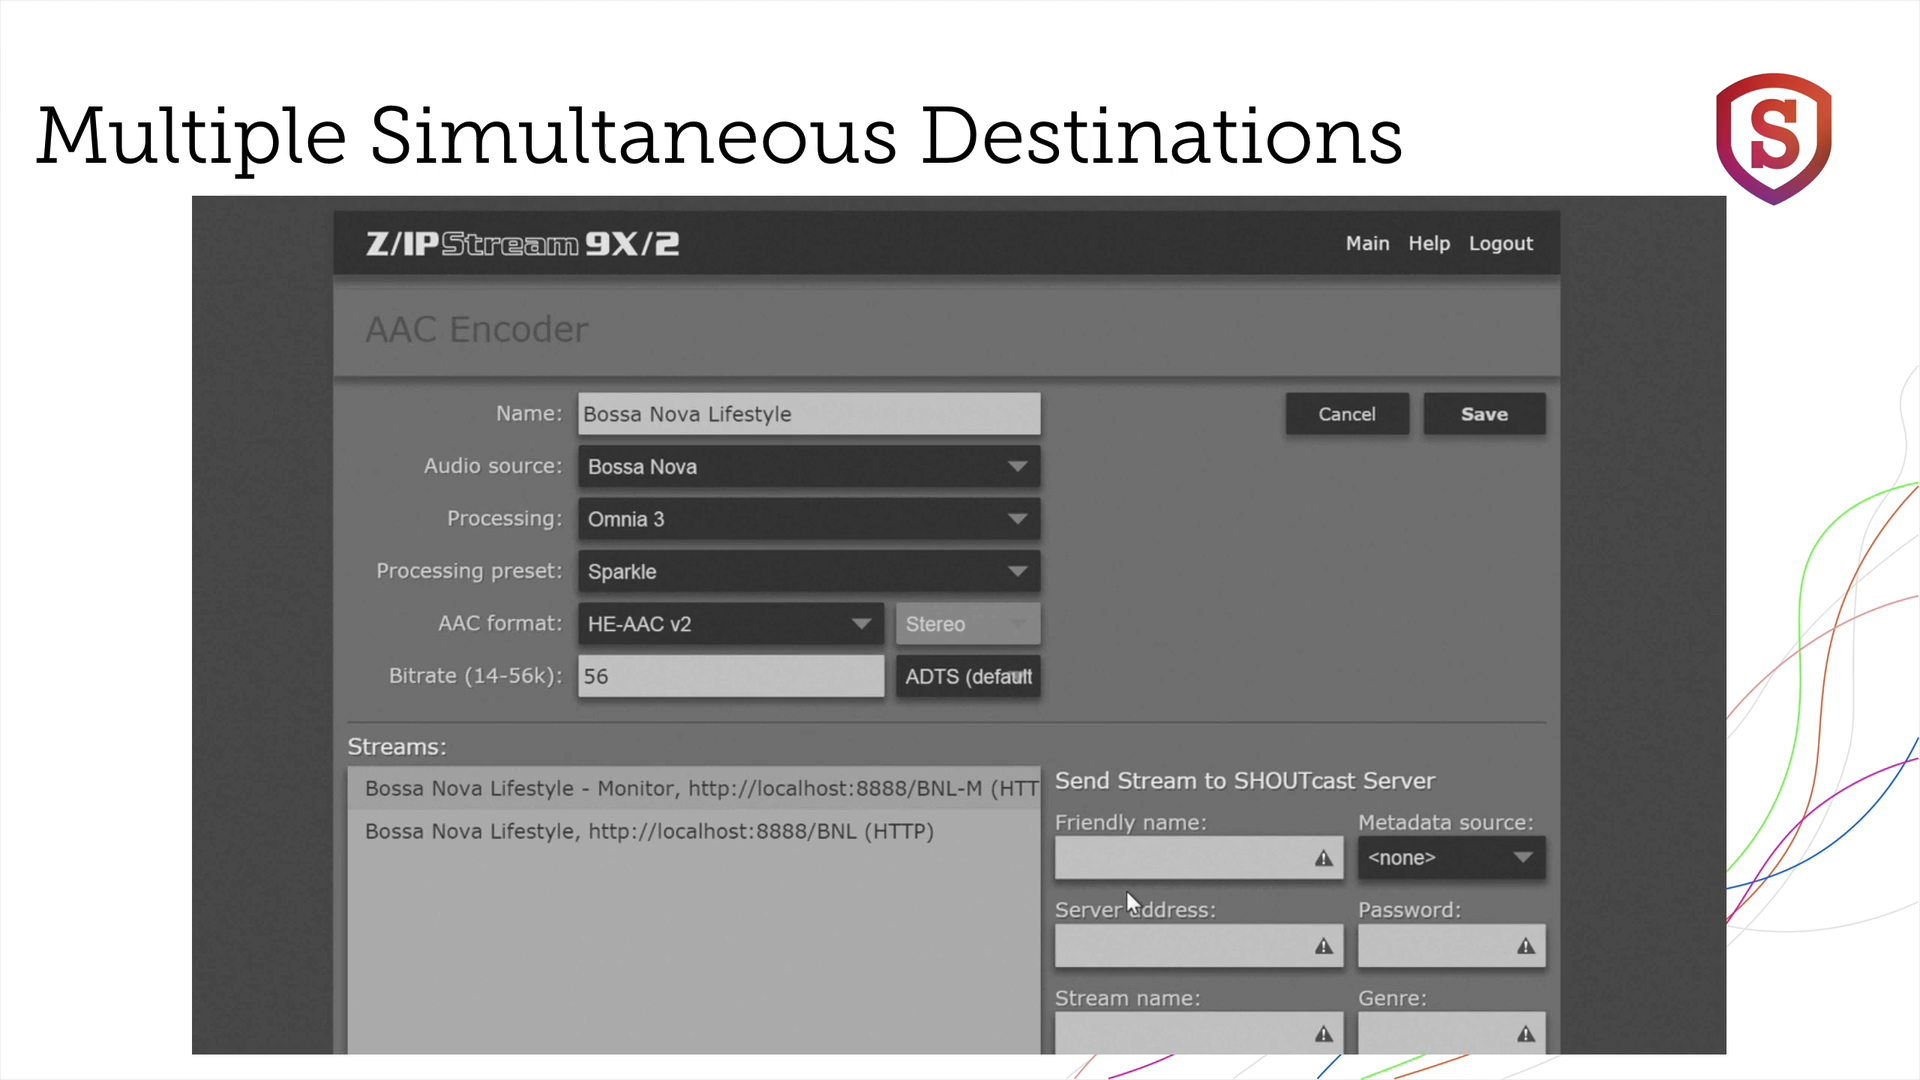 Multiple Simultaneous Destinations
S
Z/IPStream 9X/2
Main Help Logout
AAC Encoder
Name: Bossa Nova Lifestyle
Cancel Save
Audio source: Bossa Nova
Processing: Omnia 3
Processing preset: Sparkle
AAC format: HE-AAC v2 Stereo
Bitrate (14-56k): 56 ADTS (default
Streams:
Bossa Nova Lifestyle - Monitor, http://localhost:8888/BNL-M (HTT
Bossa Nova Lifestyle, http://localhost:8888/BNL (HTTP)
Send Stream to SHOUTcast Server
Friendly name: Metadata source:
<none>
Server address: Password:
Stream name: Genre: